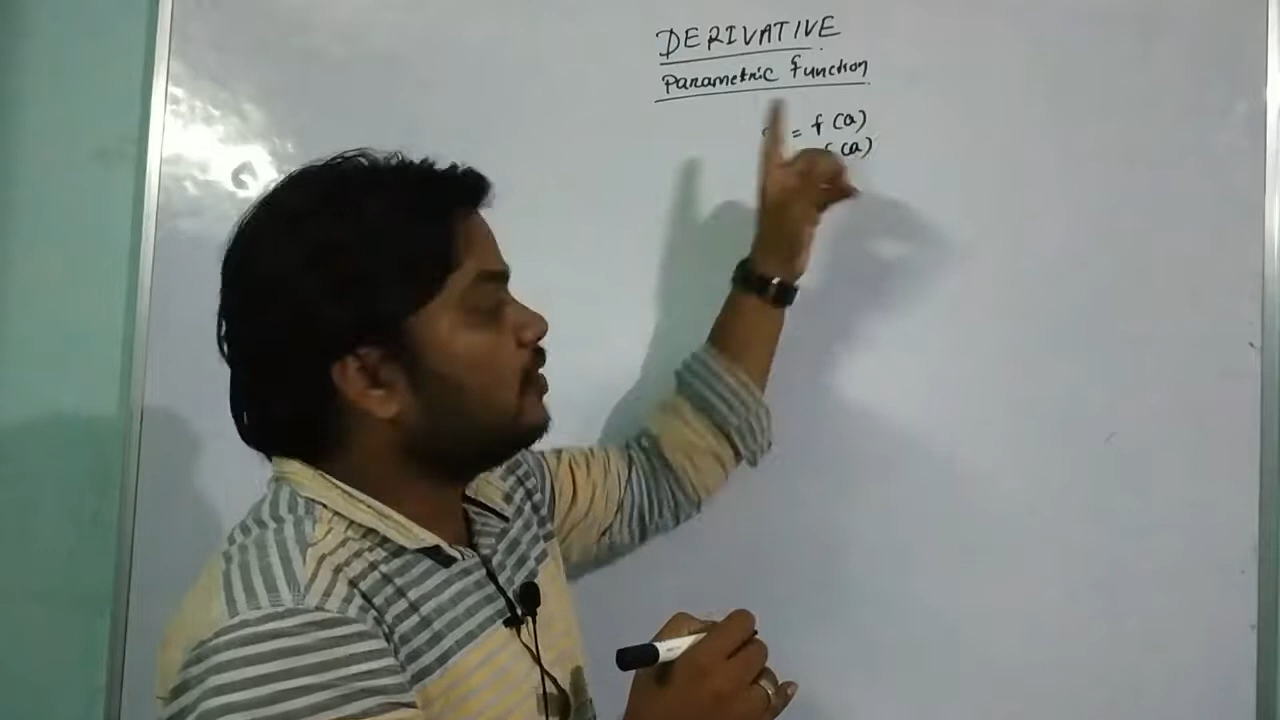 DERIVATIVE
Parametric function
= f (a)
f (a)